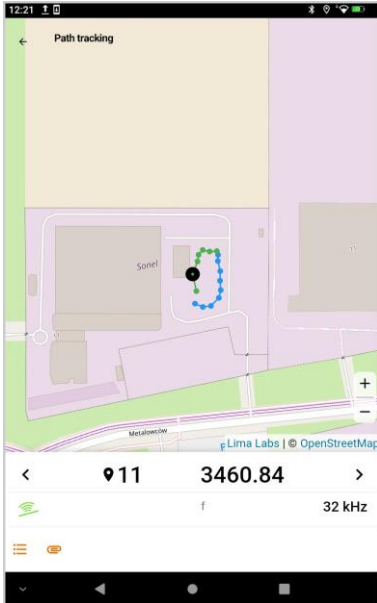 12:21
Path tracking
Sonel
Metalowców
Lima Labs | © OpenStreetMap
+
−
< 11 3460.84 >
f 32 kHz